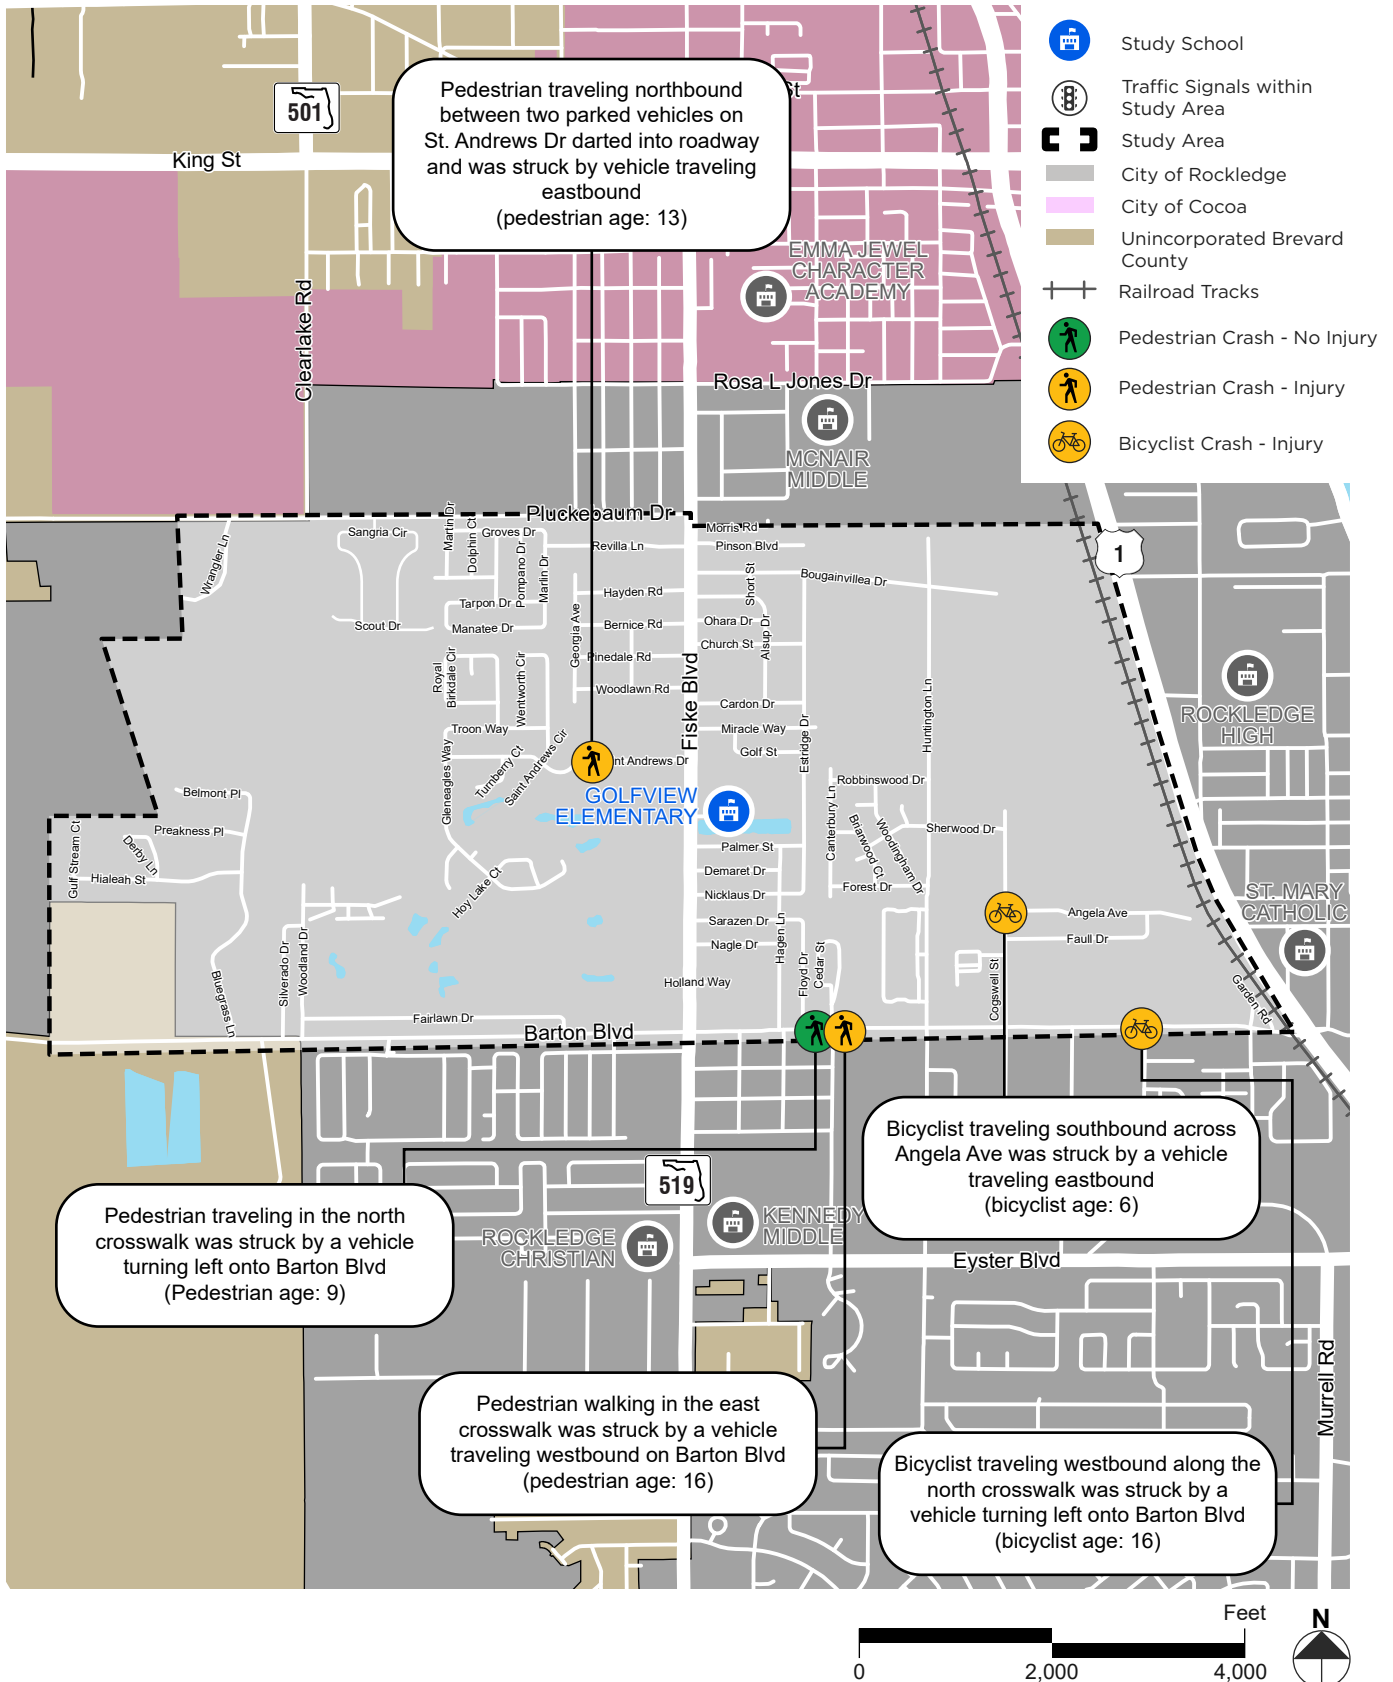 Study School
Traffic Signals within
Study Area
Study Area
City of Rockledge
City of Cocoa
Unincorporated Brevard
County
Railroad Tracks
Pedestrian Crash - No Injury
Pedestrian Crash - Injury
Bicyclist Crash - Injury
501
King St
St
Pedestrian traveling northbound
between two parked vehicles on
St. Andrews Dr darted into roadway
and was struck by vehicle traveling
eastbound
(pedestrian age: 13)
EMMA JEWEL
CHARACTER
ACADEMY
Clearlake Rd
Rosa L Jones Dr
MCNAIR
MIDDLE
Pluckebaum Dr
Wrangler Ln
Sangria Cir
Martin Dr
Dolphin Ct
Groves Dr
Pompano Dr
Marlin Dr
Revilla Ln
Morris Rd
Pinson Blvd
1
Short St
Bougainvillea Dr
Hayden Rd
Tarpon Dr
Scout Dr
Manatee Dr
Georgia Ave
Bernice Rd
Ohara Dr
Alsup Dr
Church St
Pinedale Rd
Royal
Birkdale Cir
Wentworth Cir
Woodlawn Rd
Fiske Blvd
Cardon Dr
Huntington Ln
ROCKLEDGE
HIGH
Troon Way
Miracle Way
Estridge Dr
Golf St
Gleneagles Way
Turnberry Ct
Saint Andrews Cir
nt Andrews Dr
GOLFVIEW
ELEMENTARY
Robbinswood Dr
Canterbury Ln
Briarwood Ct
Woodingham Dr
Sherwood Dr
Belmont Pl
Preakness Pl
Gulf Stream Ct
Derby Ln
Hialeah St
Palmer St
Demaret Dr
Nicklaus Dr
Forest Dr
Hoy Lake Ct
ST. MARY
CATHOLIC
Sarazen Dr
Nagle Dr
Hagen Ln
Angela Ave
Faull Dr
Silverado Dr
Woodland Dr
Bluegrass Ln
Holland Way
Floyd Dr
Cedar St
Cogswell St
Garden Rd
Fairlawn Dr
Barton Blvd
Bicyclist traveling southbound across
Angela Ave was struck by a vehicle
traveling eastbound
(bicyclist age: 6)
519
Pedestrian traveling in the north
crosswalk was struck by a vehicle
turning left onto Barton Blvd
(Pedestrian age: 9)
ROCKLEDGE
CHRISTIAN
KENNEDY
MIDDLE
Eyster Blvd
Murrell Rd
Pedestrian walking in the east
crosswalk was struck by a vehicle
traveling westbound on Barton Blvd
(pedestrian age: 16)
Bicyclist traveling westbound along the
north crosswalk was struck by a
vehicle turning left onto Barton Blvd
(bicyclist age: 16)
Feet
0
2,000
4,000
N